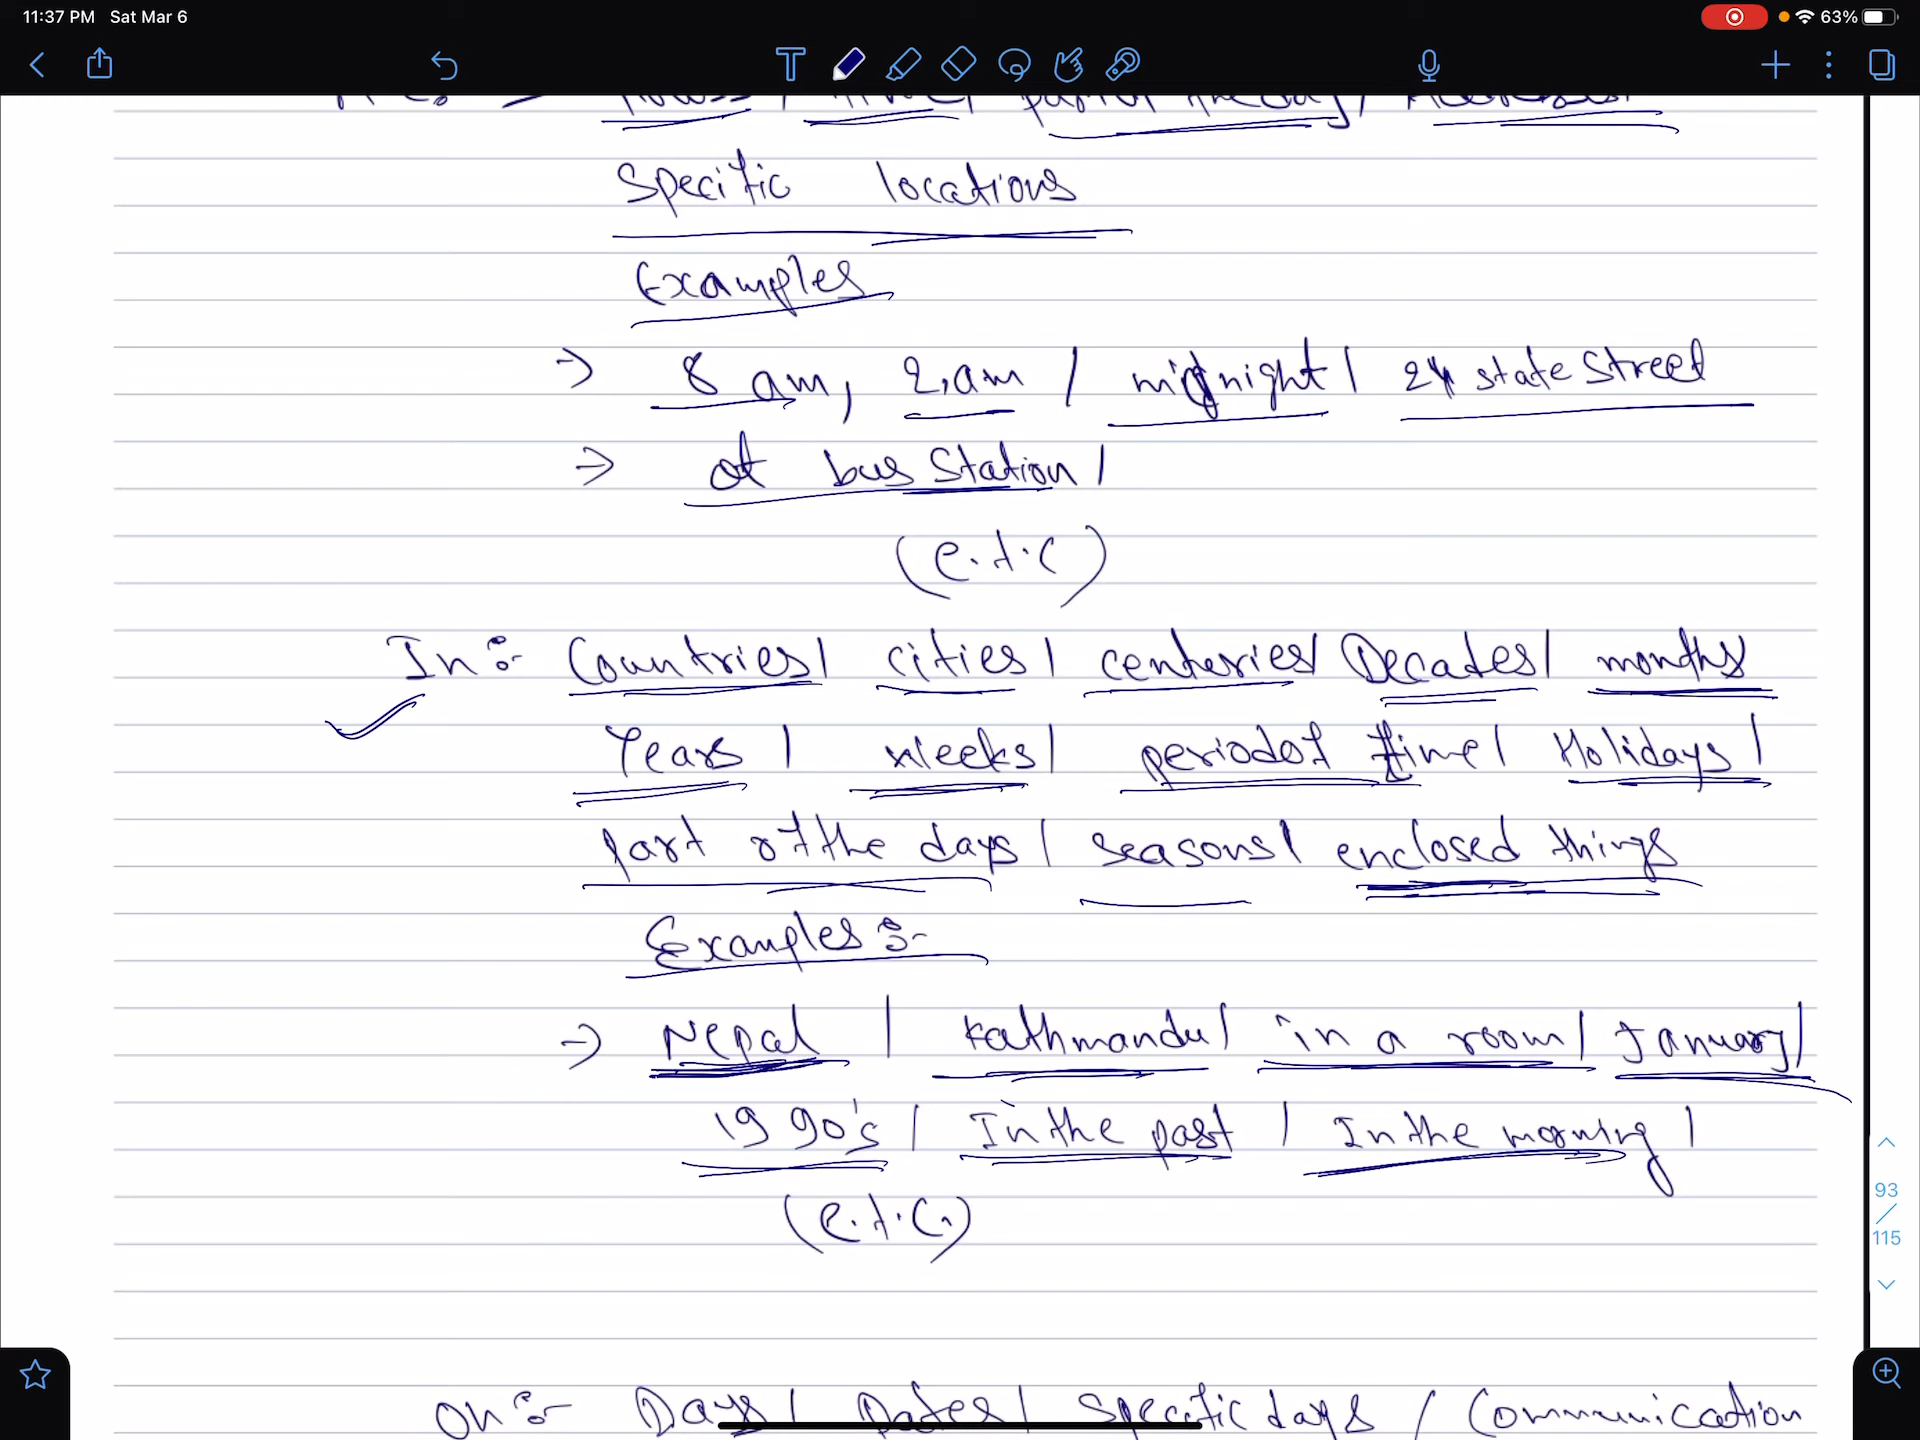 11:37 PM Sat Mar 6
63%
Specific locations
Examples
→ 8 am, 2 am / midnight / 24 state Street
→ at bus Station /
(e.t.c)
In :- Countries / cities / centuries / Decades / months
Years / weeks / period of time / Holidays /
Part of the days / seasons / enclosed things
Examples :-
→ Nepal / Kathmandu / in a room / January /
1990's / In the past / In the morning /
(e.t.c.)
93
/
115
On :- Days / Dates / specific days / Communication